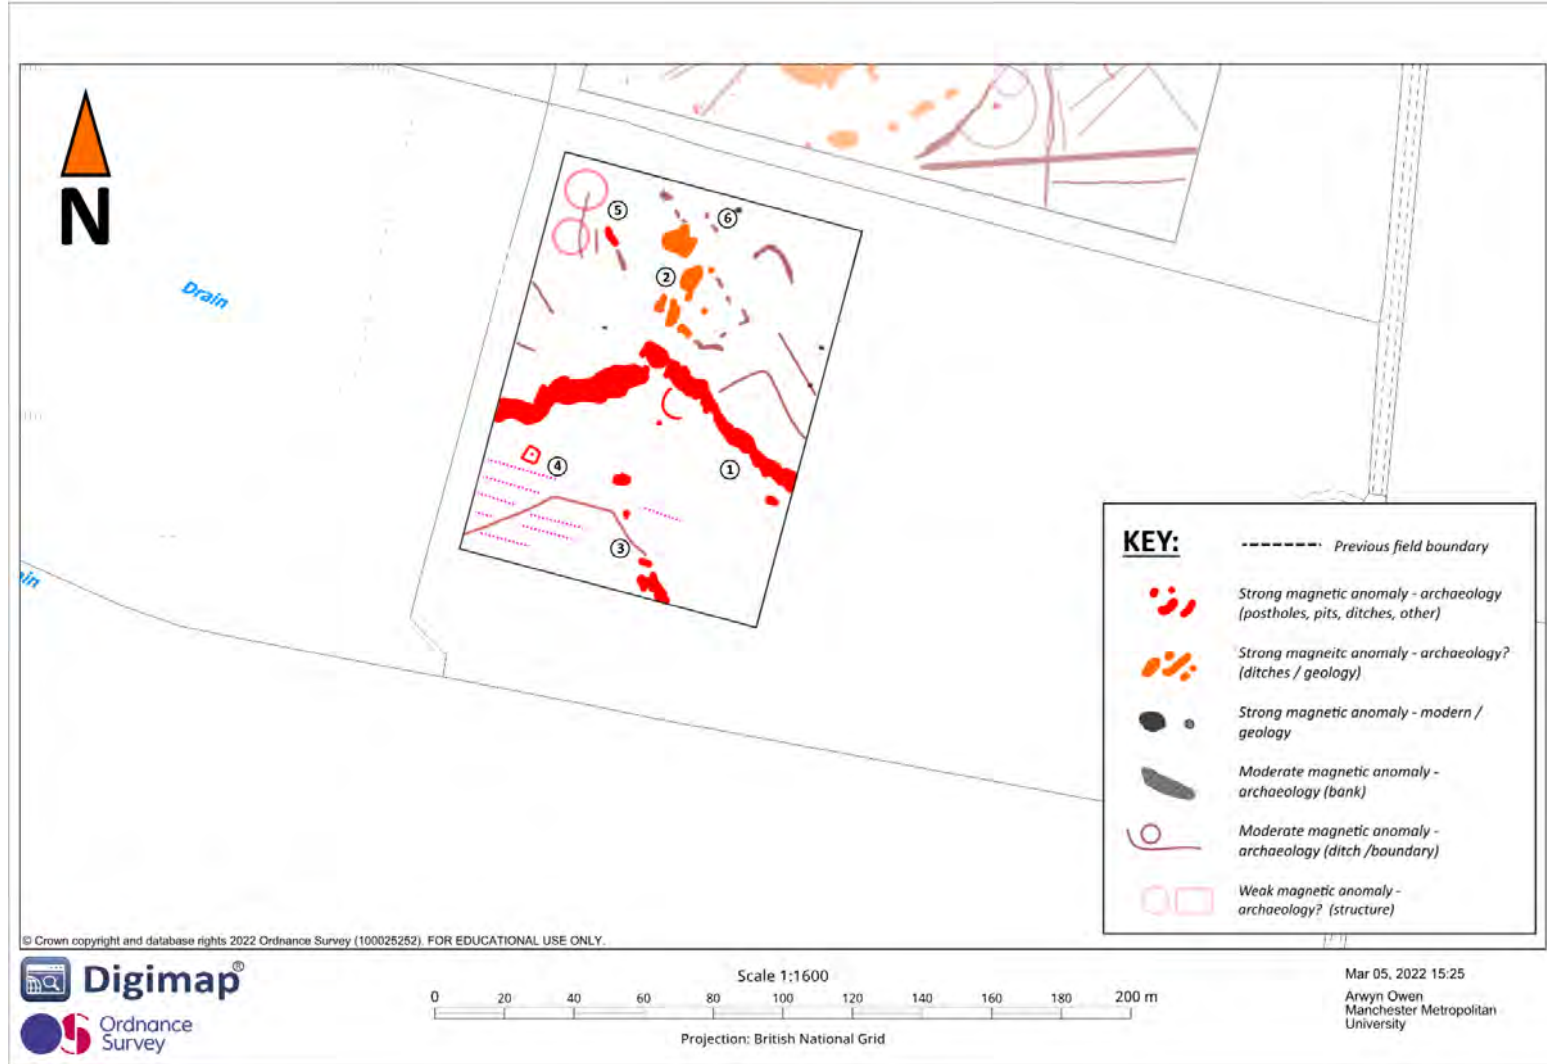 N
Drain
5
6
2
4
1
3
ain
KEY:
Previous field boundary
Strong magnetic anomaly - archaeology
(postholes, pits, ditches, other)
Strong magneitc anomaly - archaeology?
(ditches / geology)
Strong magnetic anomaly - modern /
geology
Moderate magnetic anomaly -
archaeology (bank)
Moderate magnetic anomaly -
archaeology (ditch /boundary)
Weak magnetic anomaly -
archaeology? (structure)
© Crown copyright and database rights 2022 Ordnance Survey (100025252). FOR EDUCATIONAL USE ONLY.
Digimap®
Ordnance
Survey
Scale 1:1600
0 20 40 60 80 100 120 140 160 180 200 m
Projection: British National Grid
Mar 05, 2022 15:25
Arwyn Owen
Manchester Metropolitan
University